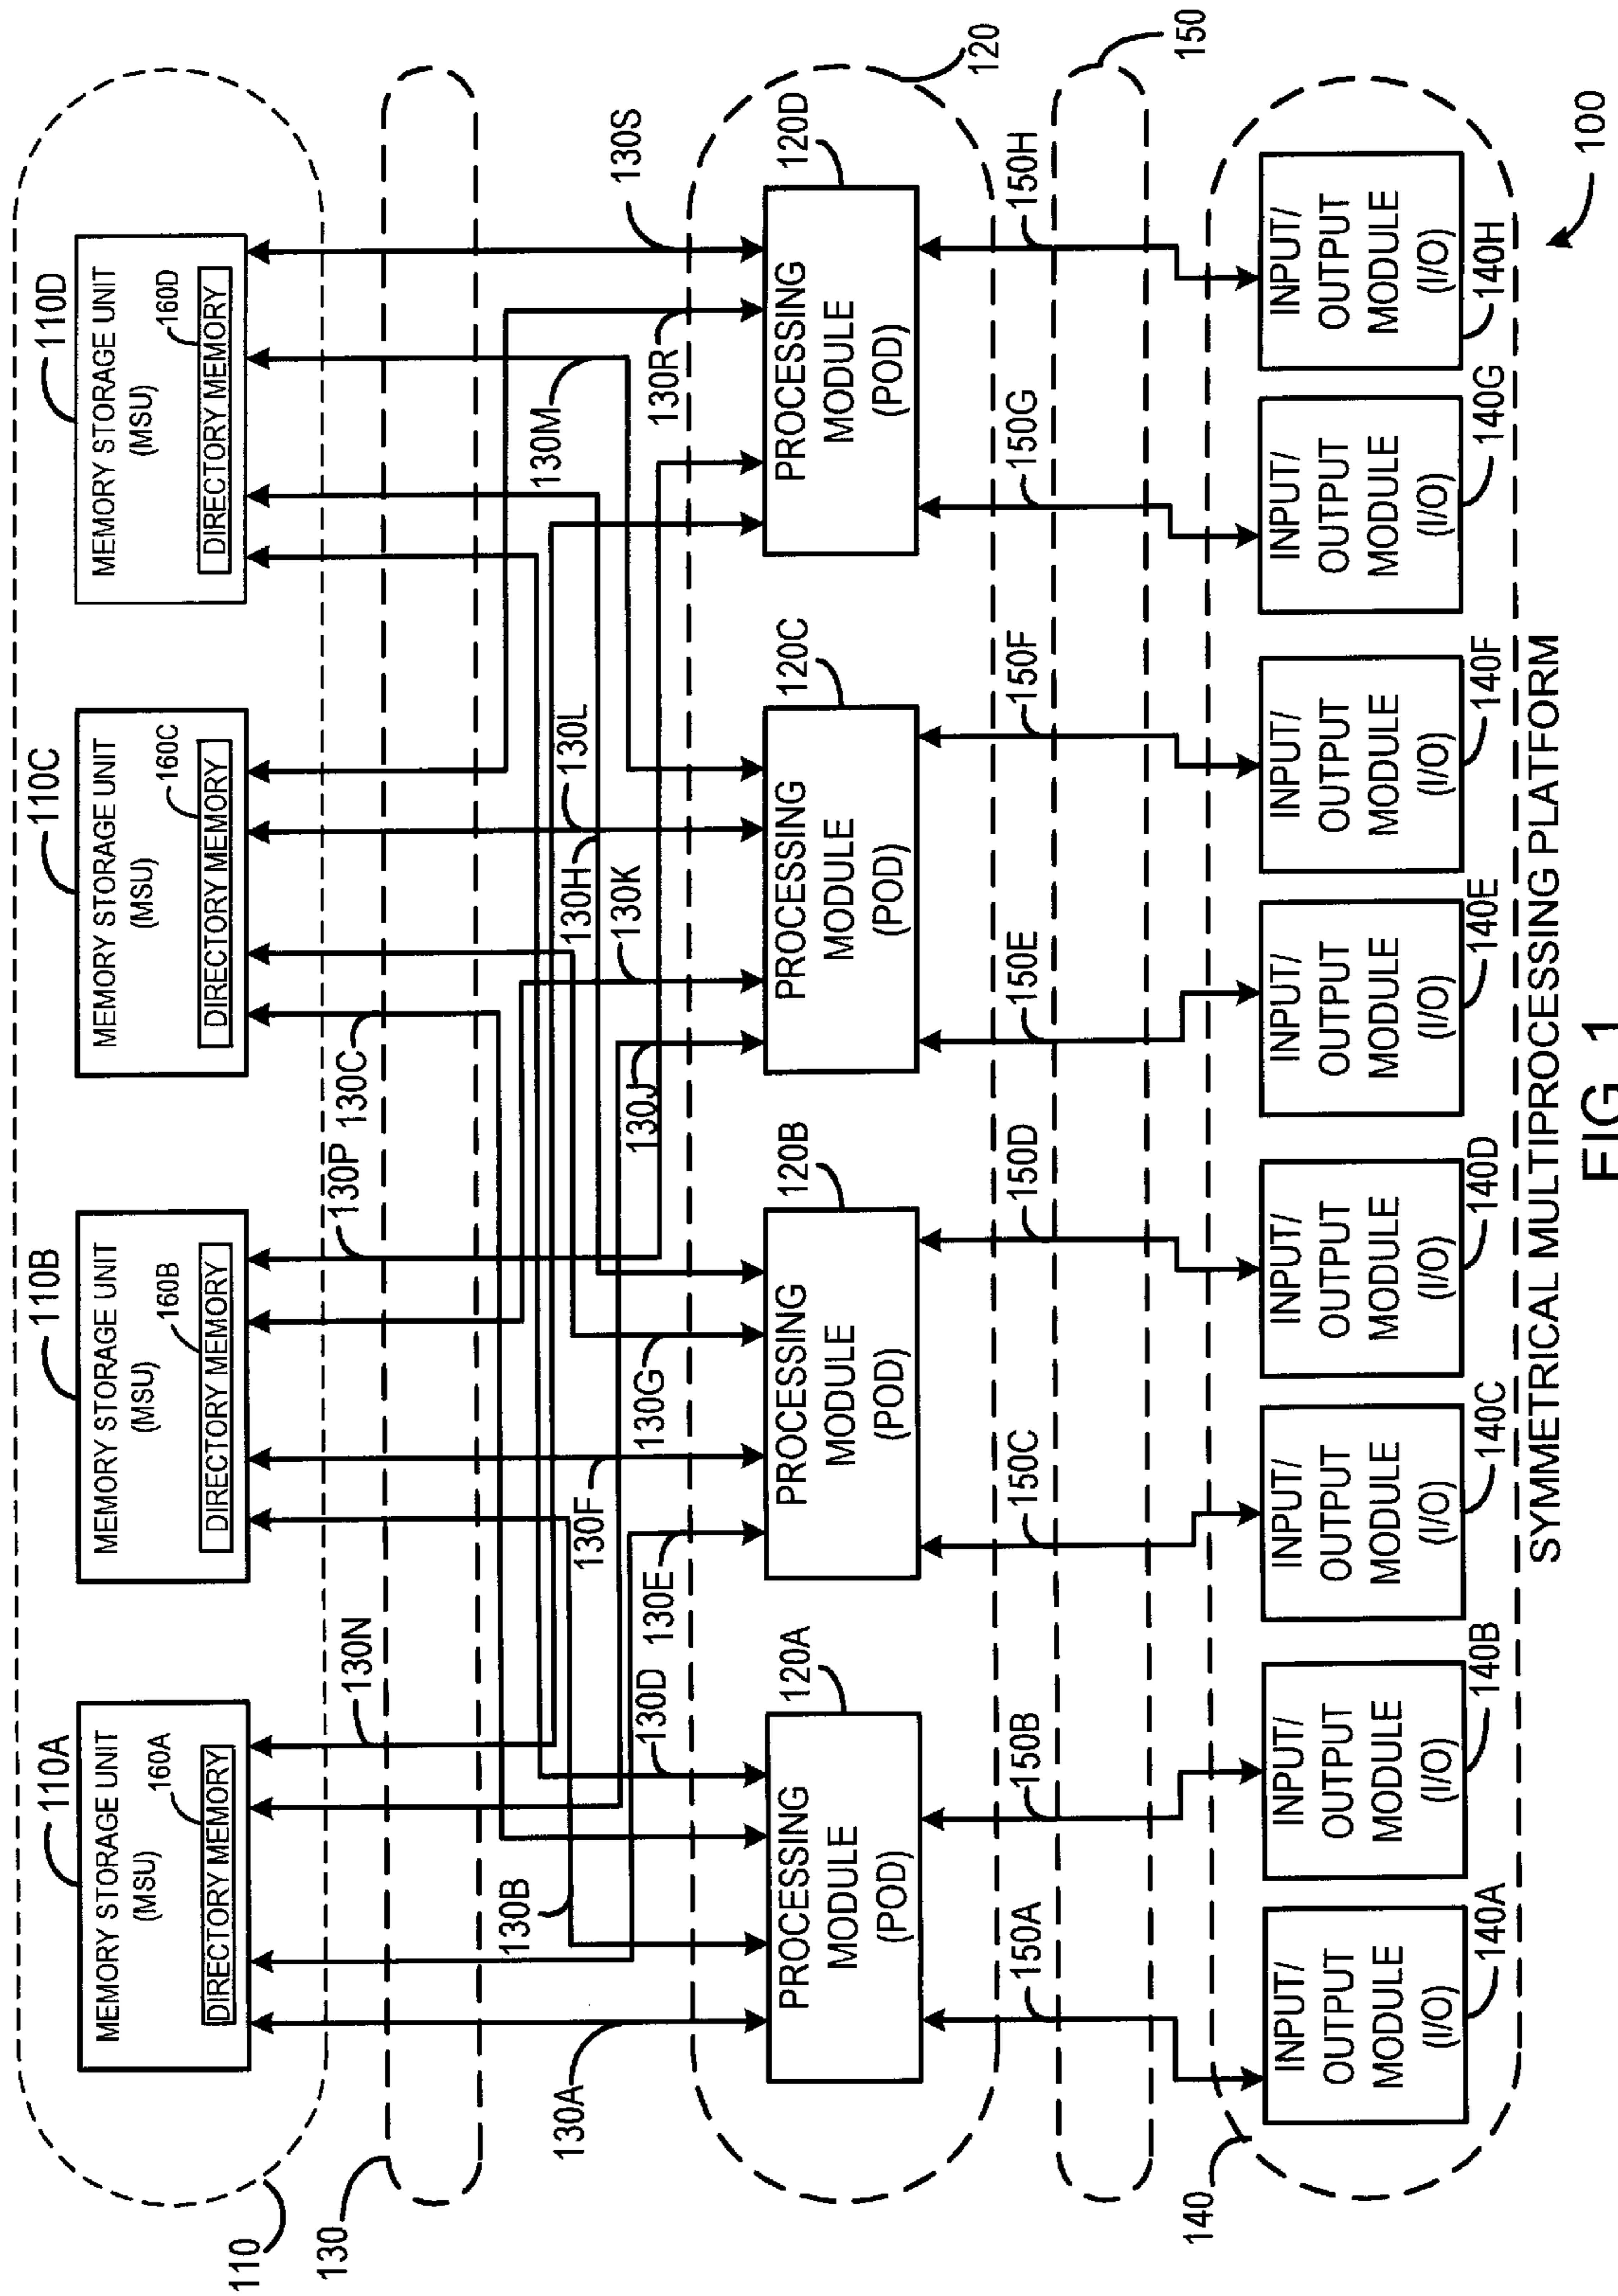 110
110A
MEMORY STORAGE UNIT
(MSU)
160A
DIRECTORY MEMORY
110B
MEMORY STORAGE UNIT
(MSU)
160B
DIRECTORY MEMORY
110C
MEMORY STORAGE UNIT
(MSU)
160C
DIRECTORY MEMORY
110D
MEMORY STORAGE UNIT
(MSU)
160D
DIRECTORY MEMORY
130
130N
130P
130C
130A
130B
130D
130E
130F
130G
130J
130K
130H
130L
130M
130R
130S
120
120A
PROCESSING
MODULE
(POD)
120B
PROCESSING
MODULE
(POD)
120C
PROCESSING
MODULE
(POD)
120D
PROCESSING
MODULE
(POD)
150A
150B
150C
150D
150E
150F
150G
150H
150
140
INPUT/
OUTPUT
MODULE
(I/O)
140A
INPUT/
OUTPUT
MODULE
(I/O)
140B
INPUT/
OUTPUT
MODULE
(I/O)
140C
INPUT/
OUTPUT
MODULE
(I/O)
140D
INPUT/
OUTPUT
MODULE
(I/O)
140E
INPUT/
OUTPUT
MODULE
(I/O)
140F
INPUT/
OUTPUT
MODULE
(I/O)
140G
INPUT/
OUTPUT
MODULE
(I/O)
140H
100
SYMMETRICAL MULTIPROCESSING PLATFORM
FIG. 1